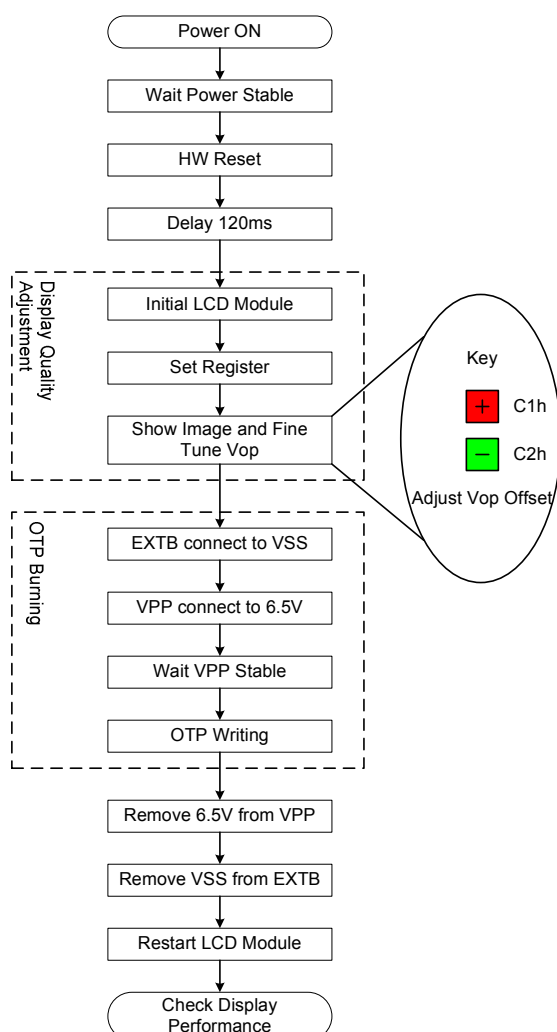 Power ON
Wait Power Stable
HW Reset
Delay 120ms
Display Quality
Adjustment
Initial LCD Module
Set Register
Show Image and Fine
Tune Vop
Key
+ C1h
− C2h
Adjust Vop Offset
OTP Burning
EXTB connect to VSS
VPP connect to 6.5V
Wait VPP Stable
OTP Writing
Remove 6.5V from VPP
Remove VSS from EXTB
Restart LCD Module
Check Display
Performance